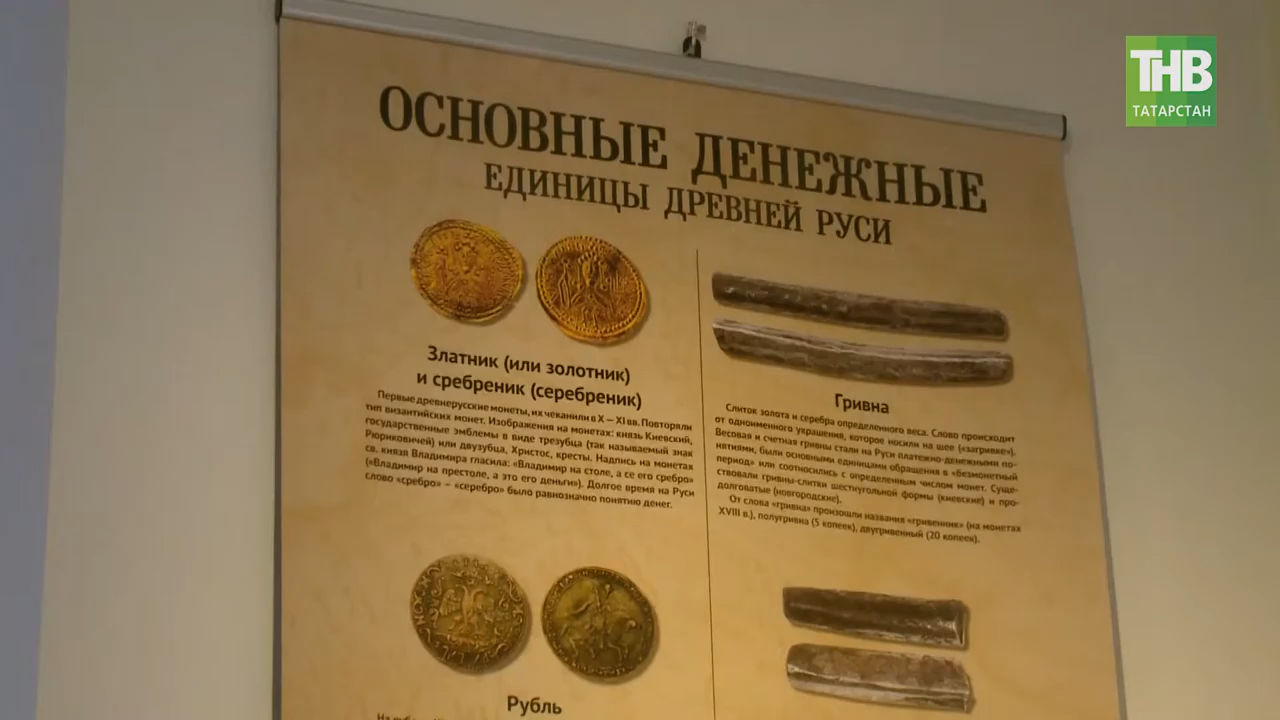 ТНВ
ТАТАРСТАН
ОСНОВНЫЕ ДЕНЕЖНЫЕ
ЕДИНИЦЫ ДРЕВНЕЙ РУСИ
Златник (или золотник)
и сребреник (серебреник)
Первые древнерусские монеты, их чеканили в X – XI вв. Повторяли
тип византийских монет. Изображения на монетах: князь Киевский,
государственные эмблемы в виде трезубца (так называемый знак
Рюриковичей) или двузубца, Христос, кресты. Надпись на монетах
св. князя Владимира гласила: «Владимир на столе, а се его сребро»
(«Владимир на престоле, а это его деньги»). Долгое время на Руси
слово «сребро» – «серебро» было равнозначно понятию денег.
Гривна
Слиток золота и серебра определенного веса. Слово происходит
от одноименного украшения, которое носили на шее («загривке»).
Весовая и счетная гривны стали на Руси платежно-денежными по-
нятиями, были основными единицами обращения в «безмонетный
период» или соотносились с определенным числом монет. Суще-
ствовали гривны-слитки шестиугольной формы (киевские) и про-
долговатые (новгородские).
От слова «гривна» произошли названия «гривенник» (на монетах
XVIII в.), полугривна (5 копеек), двугривенный (20 копеек).
Рубль